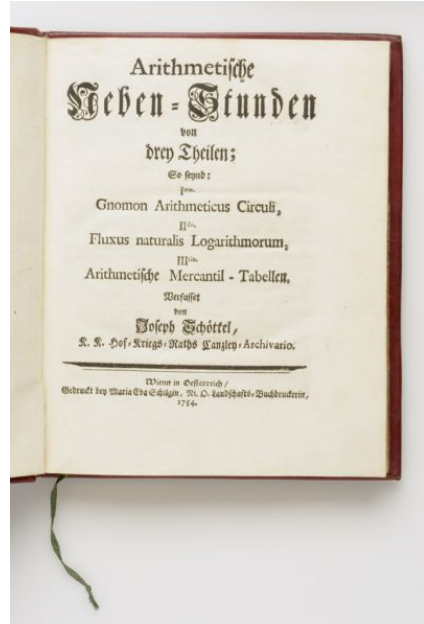 Arithmetische
Neben-Stunden
von
drey Theilen;
So seynd:
Imo.
Gnomon Arithmeticus Circuli,
IIdo.
Fluxus naturalis Logarithmorum,
IIItio.
Arithmetische Mercantil-Tabellen.
Verfasset
von
Joseph Schöttel,
K. K. Hof-Kriegs-Raths Canzley-Archivario.
Wienn in Oesterreich/
Gedruckt bey Maria Eva Schilgin, Ni. O. Landschafts-Buchdruckerin,
1754.